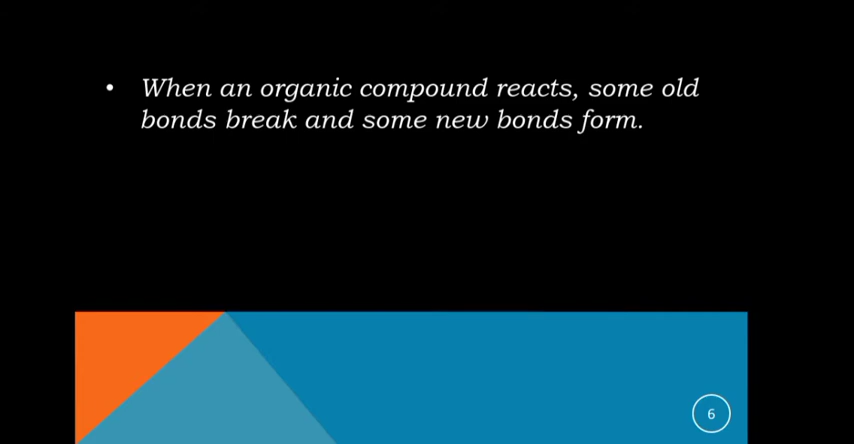 • When an organic compound reacts, some old
bonds break and some new bonds form.
6